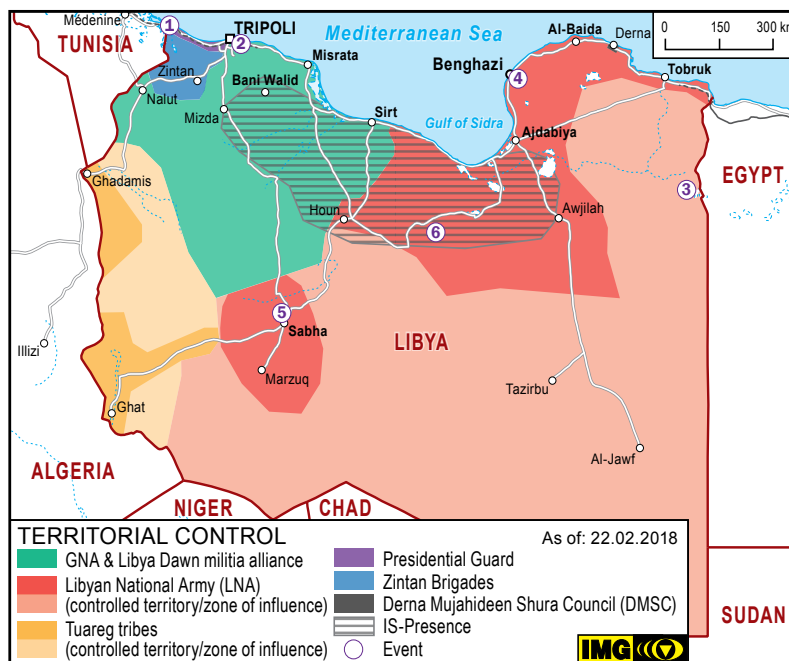 Médenine
TUNISIA
1
TRIPOLI
2
Mediterranean Sea
Al-Baida
Derna
0 150 300 km
Zintan
Misrata
Benghazi
4
Tobruk
Nalut
Bani Walid
Mizda
Sirt
Gulf of Sidra
Ajdabiya
EGYPT
Ghadamis
3
Houn
6
Awjilah
5
Sabha
LIBYA
Illizi
Marzuq
Tazirbu
Ghat
Al-Jawf
ALGERIA
NIGER
CHAD
TERRITORIAL CONTROL
As of: 22.02.2018
GNA & Libya Dawn militia alliance
Libyan National Army (LNA)
(controlled territory/zone of influence)
Tuareg tribes
(controlled territory/zone of influence)
Presidential Guard
Zintan Brigades
Derna Mujahideen Shura Council (DMSC)
IS-Presence
Event
SUDAN
IMG